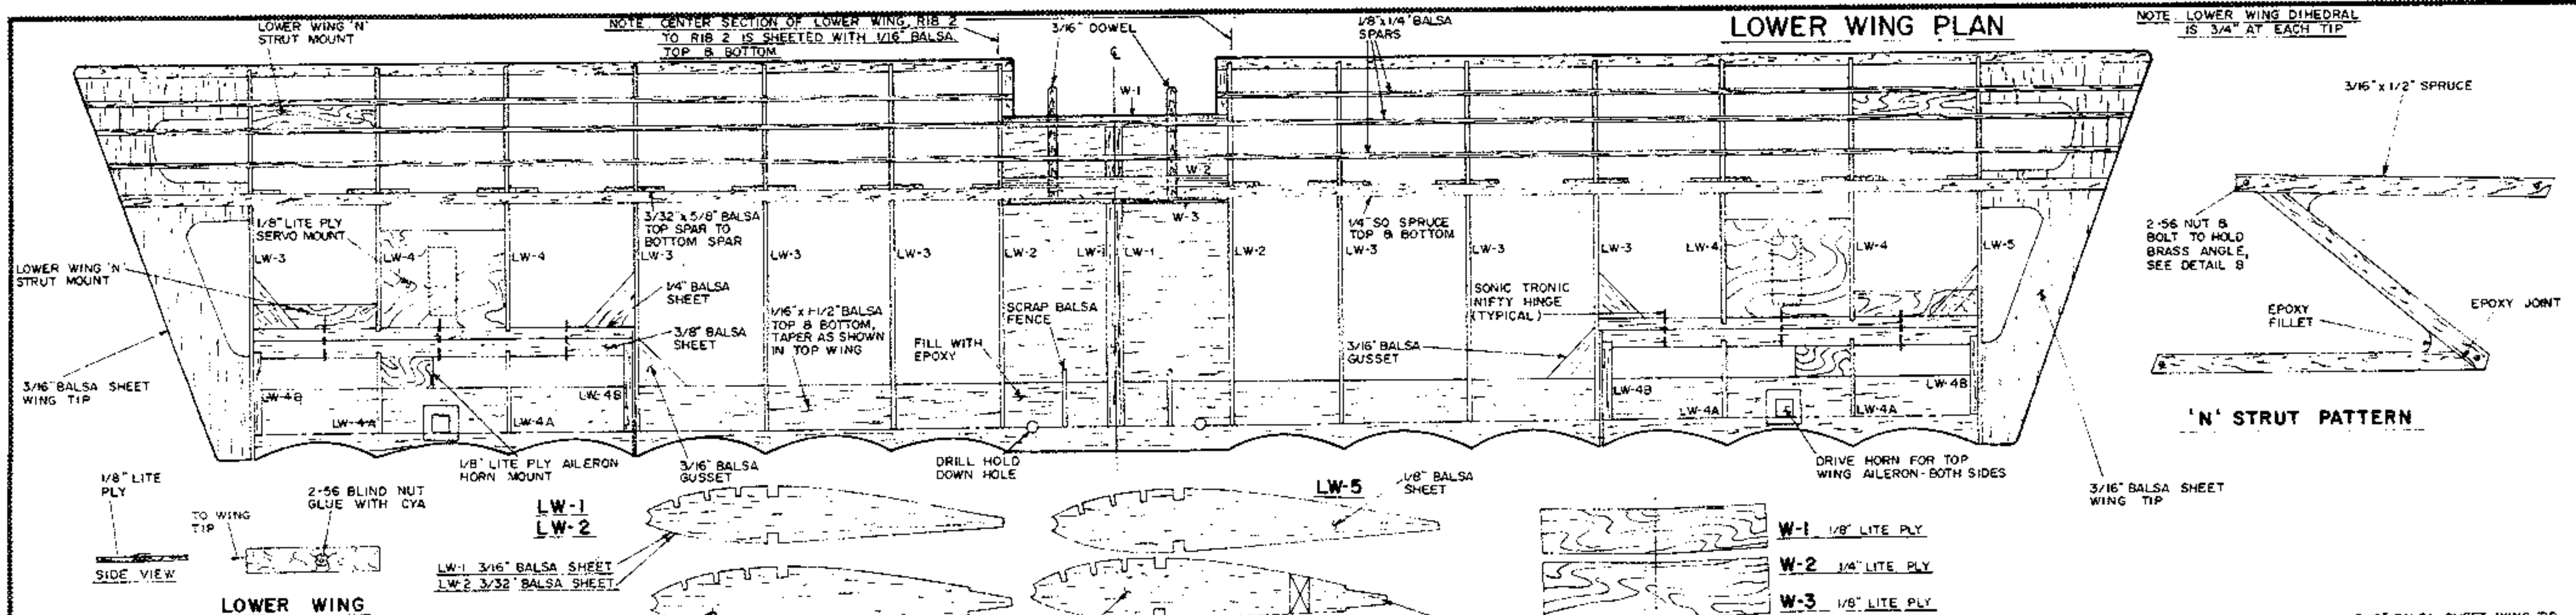 LOWER WING 'N'
STRUT MOUNT
NOTE CENTER SECTION OF LOWER WING, RIB 2
TO RIB 2 IS SHEETED WITH 1/16" BALSA
TOP & BOTTOM
3/16" DOWEL
1/8" x 1/4" BALSA
SPARS
LOWER WING PLAN
NOTE LOWER WING DIHEDRAL
IS 3/4" AT EACH TIP
W-1
3/16" x 1/2" SPRUCE
W-2
W-3
1/8" LITE PLY
SERVO MOUNT
3/32" x 5/8" BALSA
TOP SPAR TO
BOTTOM SPAR
1/4" SQ SPRUCE
TOP & BOTTOM
2-56 NUT &
BOLT TO HOLD
BRASS ANGLE,
SEE DETAIL 8
LW-3
LW-4
LW-4
LW-3
LW-3
LW-3
LW-2
LW-1
LW-1
LW-2
LW-3
LW-3
LW-3
LW-4
LW-4
LW-5
LOWER WING 'N'
STRUT MOUNT
1/4" BALSA
SHEET
1/16" x 1-1/2" BALSA
TOP & BOTTOM,
TAPER AS SHOWN
IN TOP WING
SCRAP BALSA
FENCE
SONIC TRONIC
NIFTY HINGE
(TYPICAL)
3/8" BALSA
SHEET
FILL WITH
EPOXY
3/16" BALSA
GUSSET
EPOXY
FILLET
EPOXY JOINT
3/16" BALSA SHEET
WING TIP
LW-4B
LW-4A
LW-4A
LW-4B
LW-4B
LW-4A
LW-4A
LW-4B
'N' STRUT PATTERN
1/8" LITE PLY AILERON
HORN MOUNT
3/16" BALSA
GUSSET
DRILL HOLD
DOWN HOLE
DRIVE HORN FOR TOP
WING AILERON-BOTH SIDES
3/16" BALSA SHEET
WING TIP
1/8" LITE
PLY
SIDE VIEW
TO WING
TIP
2-56 BLIND NUT
GLUE WITH CYA
LOWER WING
LW-1
LW-2
LW-1 3/16" BALSA SHEET
LW-2 3/32" BALSA SHEET
LW-5
1/8" BALSA
SHEET
W-1 1/8" LITE PLY
W-2 1/4" LITE PLY
W-3 1/8" LITE PLY